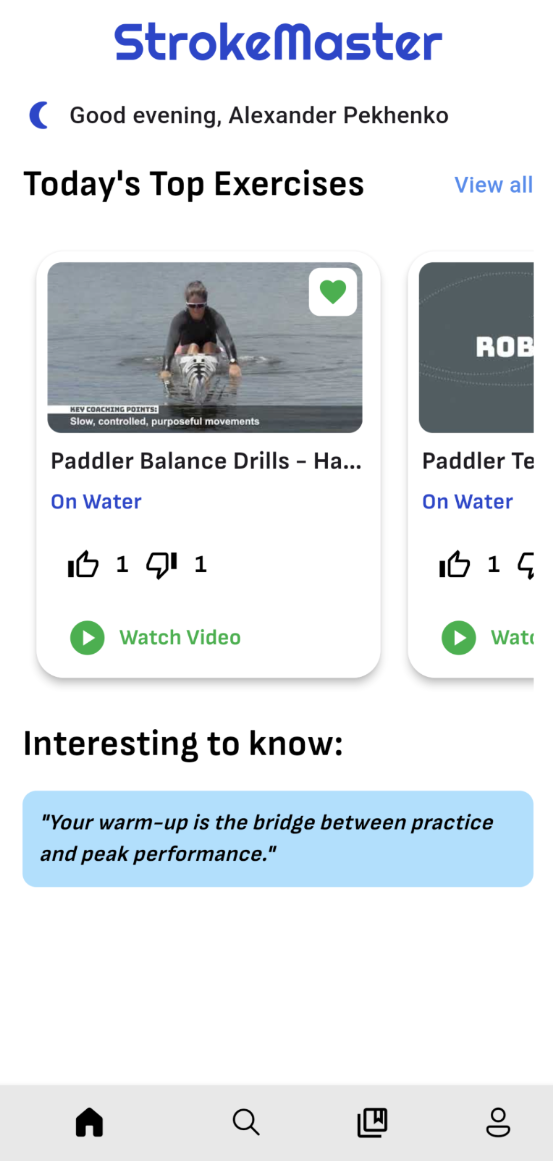 StrokeMaster
Good evening, Alexander Pekhenko
Today's Top Exercises
View all
KEY COACHING POINTS:
Slow, controlled, purposeful movements
Paddler Balance Drills - Ha...
On Water
1
1
Watch Video
ROB
Paddler Te
On Water
1
Watc
Interesting to know:
"Your warm-up is the bridge between practice
and peak performance."